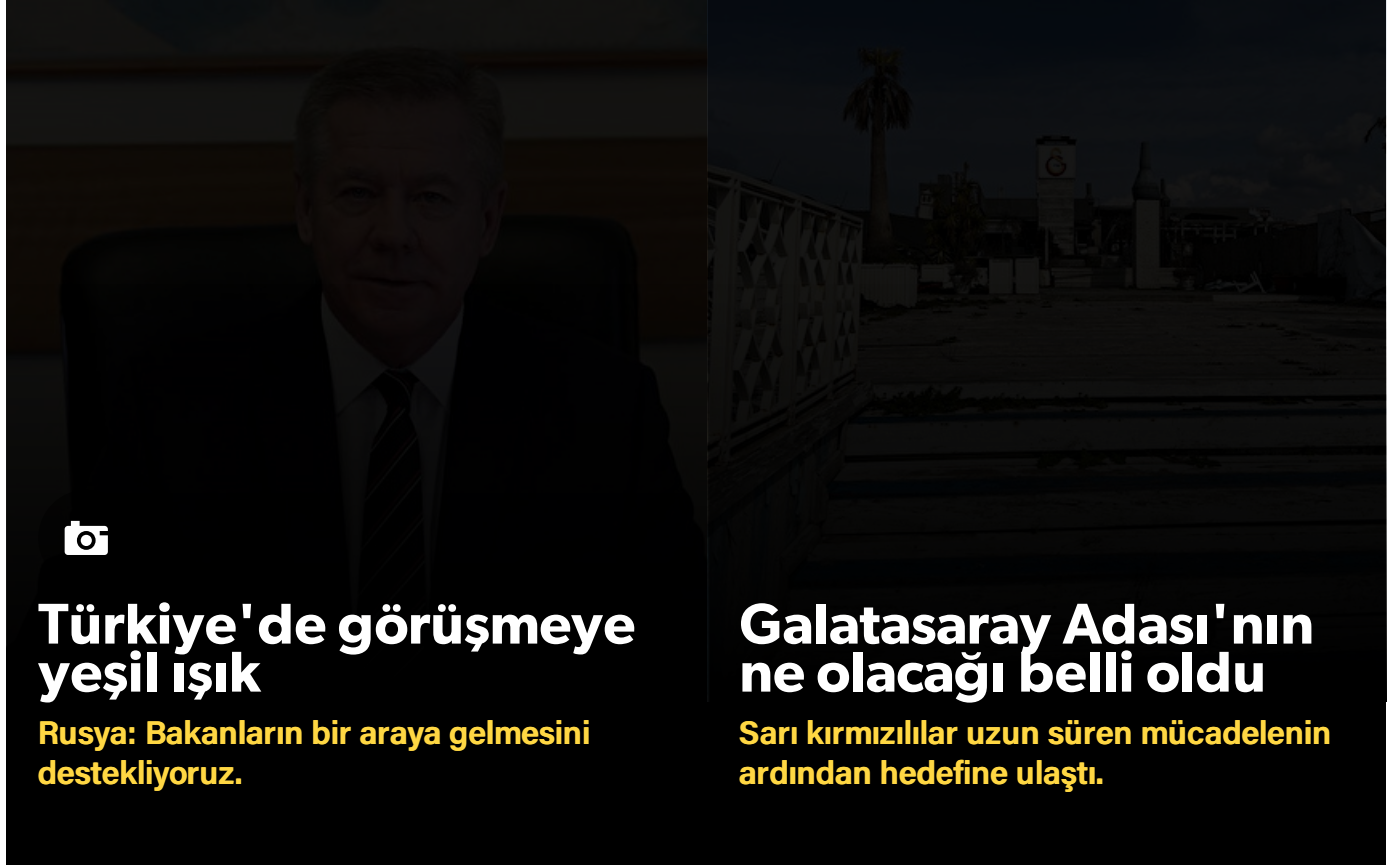 Türkiye'de görüşmeye
yeşil ışık
Rusya: Bakanların bir araya gelmesini
destekliyoruz.
Galatasaray Adası'nın
ne olacağı belli oldu
Sarı kırmızılılar uzun süren mücadelenin
ardından hedefine ulaştı.